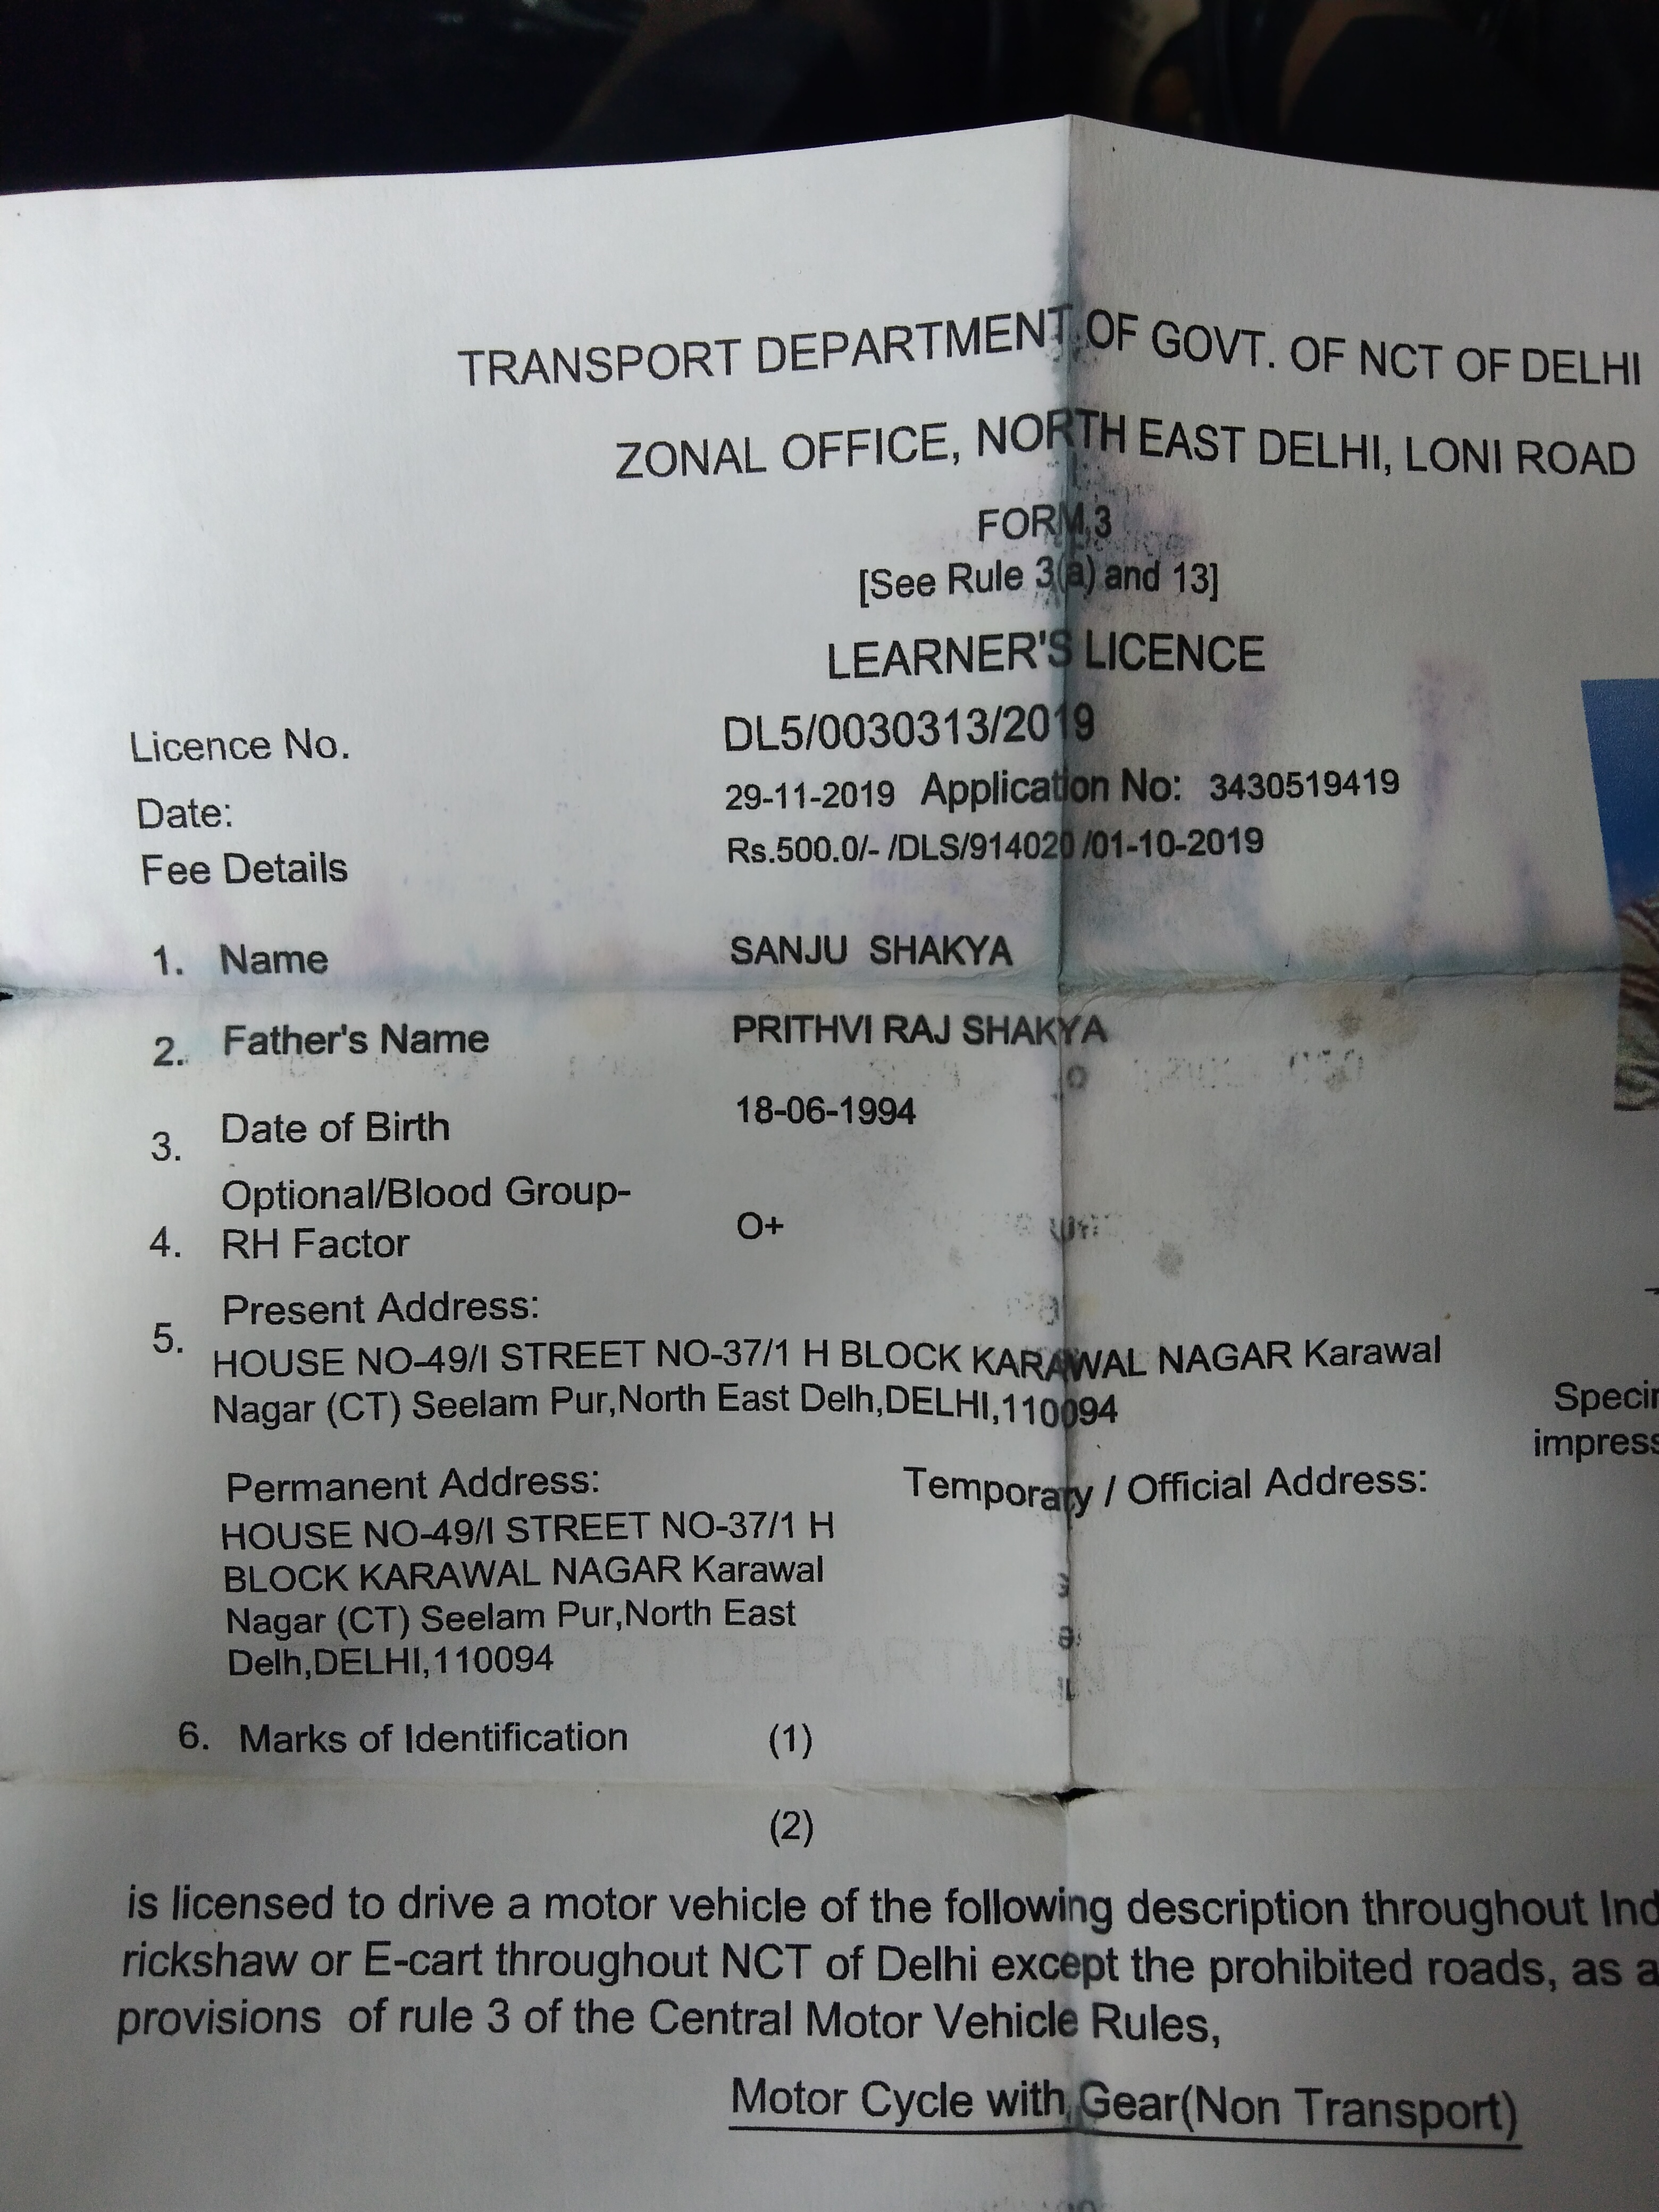 TRANSPORT DEPARTMENT OF GOVT. OF NCT OF DELHI
ZONAL OFFICE, NORTH EAST DELHI, LONI ROAD
FORM 3
[See Rule 3(a) and 13]
LEARNER'S LICENCE
Licence No. DL5/0030313/2019
Date: 29-11-2019 Application No: 3430519419
Fee Details Rs.500.0/- /DLS/914020 /01-10-2019
1. Name SANJU SHAKYA
2. Father's Name PRITHVI RAJ SHAKYA
3. Date of Birth 18-06-1994
Optional/Blood Group-
4. RH Factor O+
5. Present Address:
HOUSE NO-49/I STREET NO-37/1 H BLOCK KARAWAL NAGAR Karawal
Nagar (CT) Seelam Pur,North East Delh,DELHI,110094
Specir
impress
Permanent Address: Temporary / Official Address:
HOUSE NO-49/I STREET NO-37/1 H
BLOCK KARAWAL NAGAR Karawal
Nagar (CT) Seelam Pur,North East
Delh,DELHI,110094
6. Marks of Identification (1)
(2)
is licensed to drive a motor vehicle of the following description throughout Ind
rickshaw or E-cart throughout NCT of Delhi except the prohibited roads, as a
provisions of rule 3 of the Central Motor Vehicle Rules,
Motor Cycle with Gear(Non Transport)